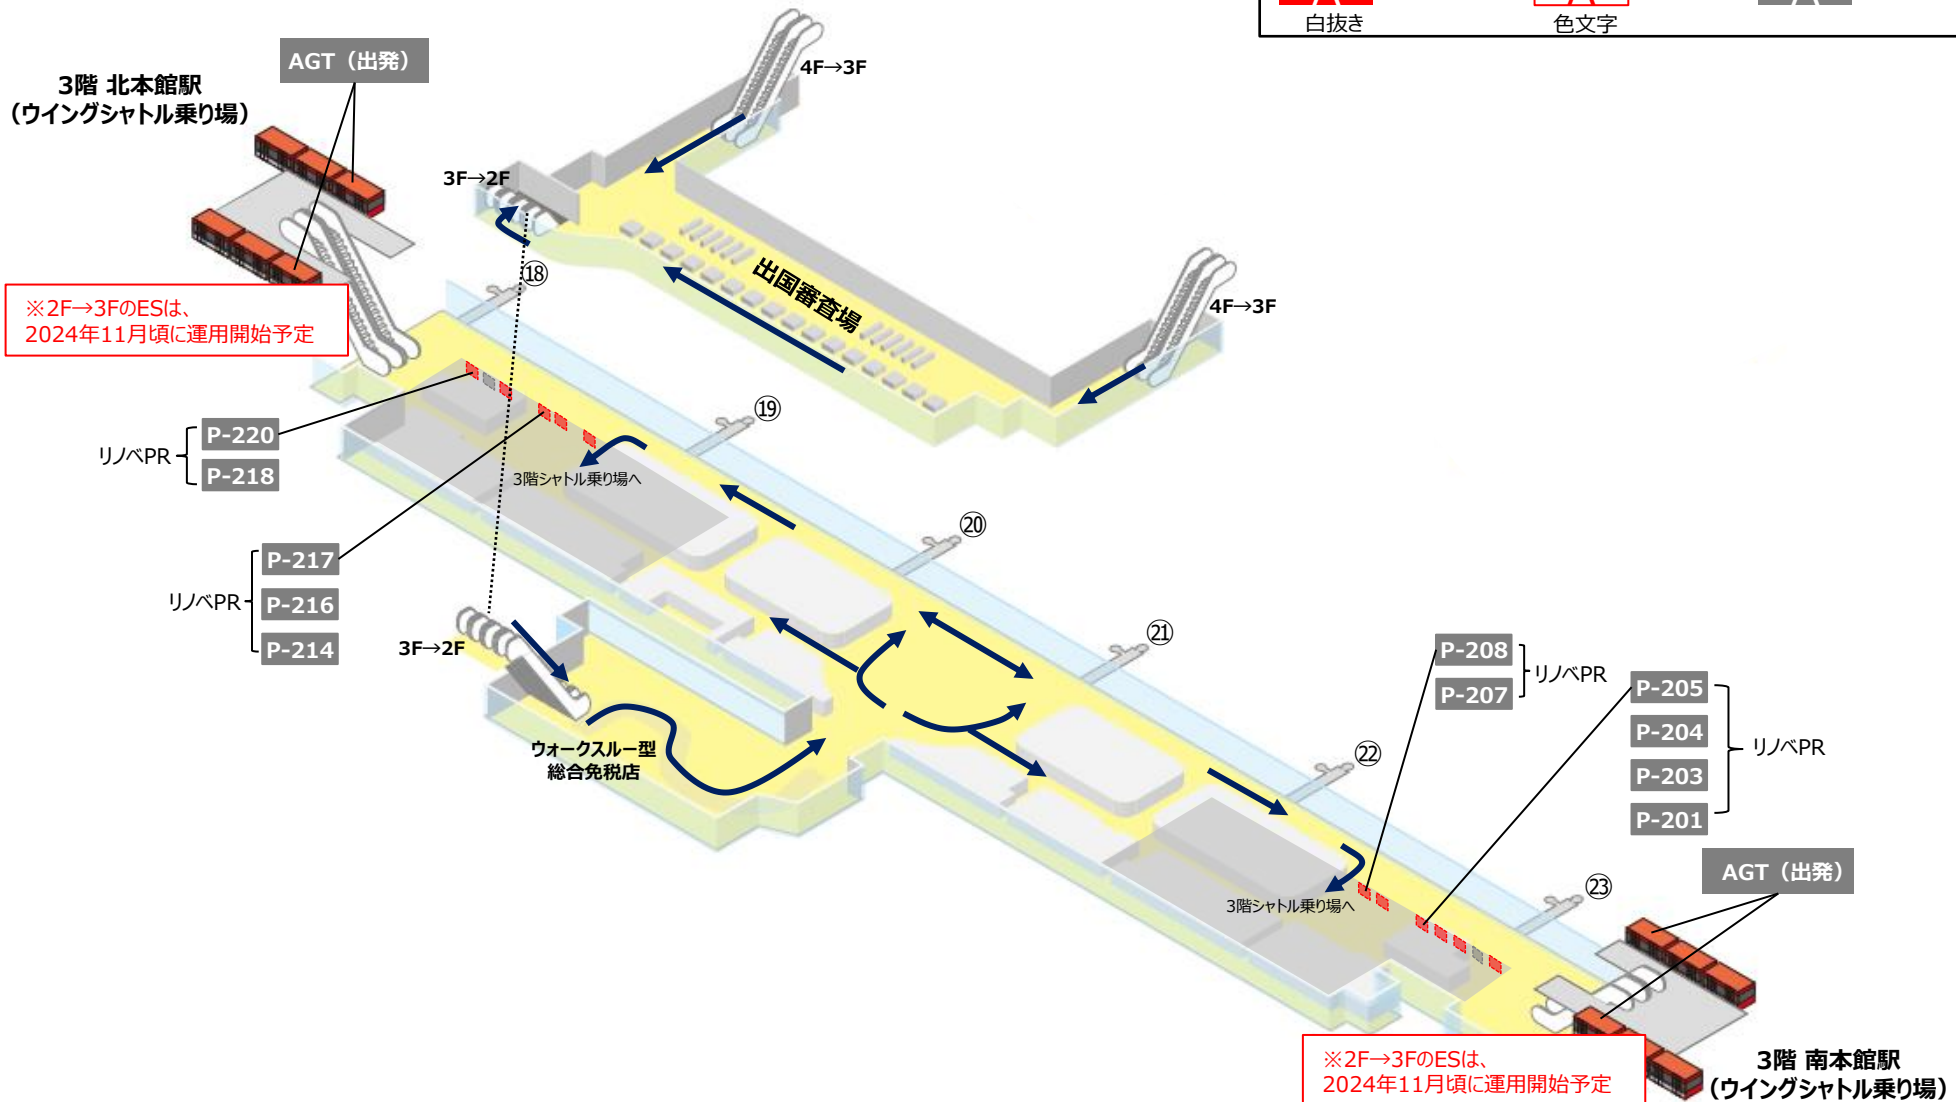 白抜き
色文字
AGT（出発）
3階 北本館駅
（ウイングシャトル乗り場）
4F→3F
3F→2F
⑱
出国審査場
4F→3F
※2F→3FのESは、
2024年11月頃に運用開始予定
⑲
P-220
リノベPR
P-218
3階シャトル乗り場へ
⑳
P-217
リノベPR
P-216
P-214
3F→2F
㉑
P-208
リノベPR
P-207
P-205
P-204
リノベPR
P-203
P-201
ウォークスルー型
総合免税店
㉒
AGT（出発）
㉓
3階シャトル乗り場へ
※2F→3FのESは、
2024年11月頃に運用開始予定
3階 南本館駅
（ウイングシャトル乗り場）